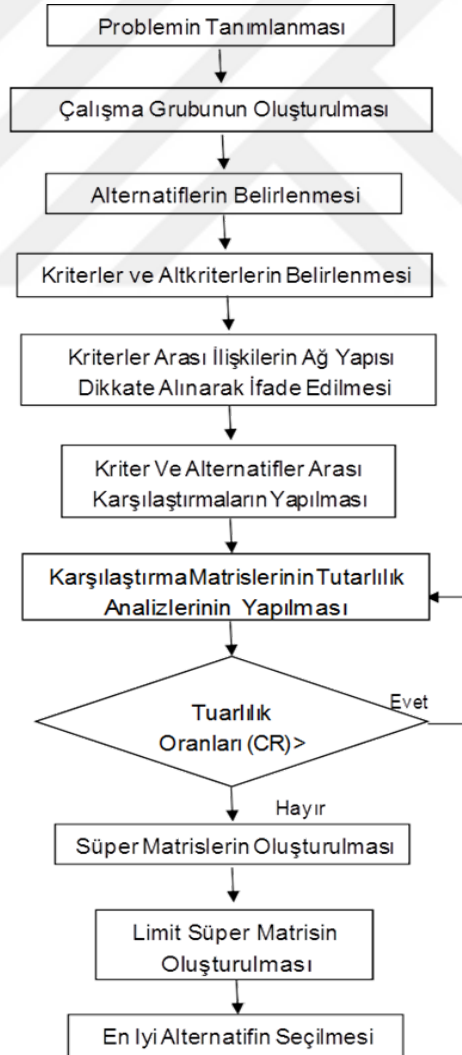 Problemin Tanımlanması
Çalışma Grubunun Oluşturulması
Alternatiflerin Belirlenmesi
Kriterler ve Altkriterlerin Belirlenmesi
Kriterler Arası İlişkilerin Ağ Yapısı
Dikkate Alınarak İfade Edilmesi
Kriter Ve Alternatifler Arası
Karşılaştırmaların Yapılması
Karşılaştırma Matrislerinin Tutarlılık
Analizlerinin Yapılması
Tuarlılık
Oranları (CR)>
Evet
Hayır
Süper Matrislerin Oluşturulması
Limit Süper Matrisin
Oluşturulması
En Iyi Alternatifin Seçilmesi